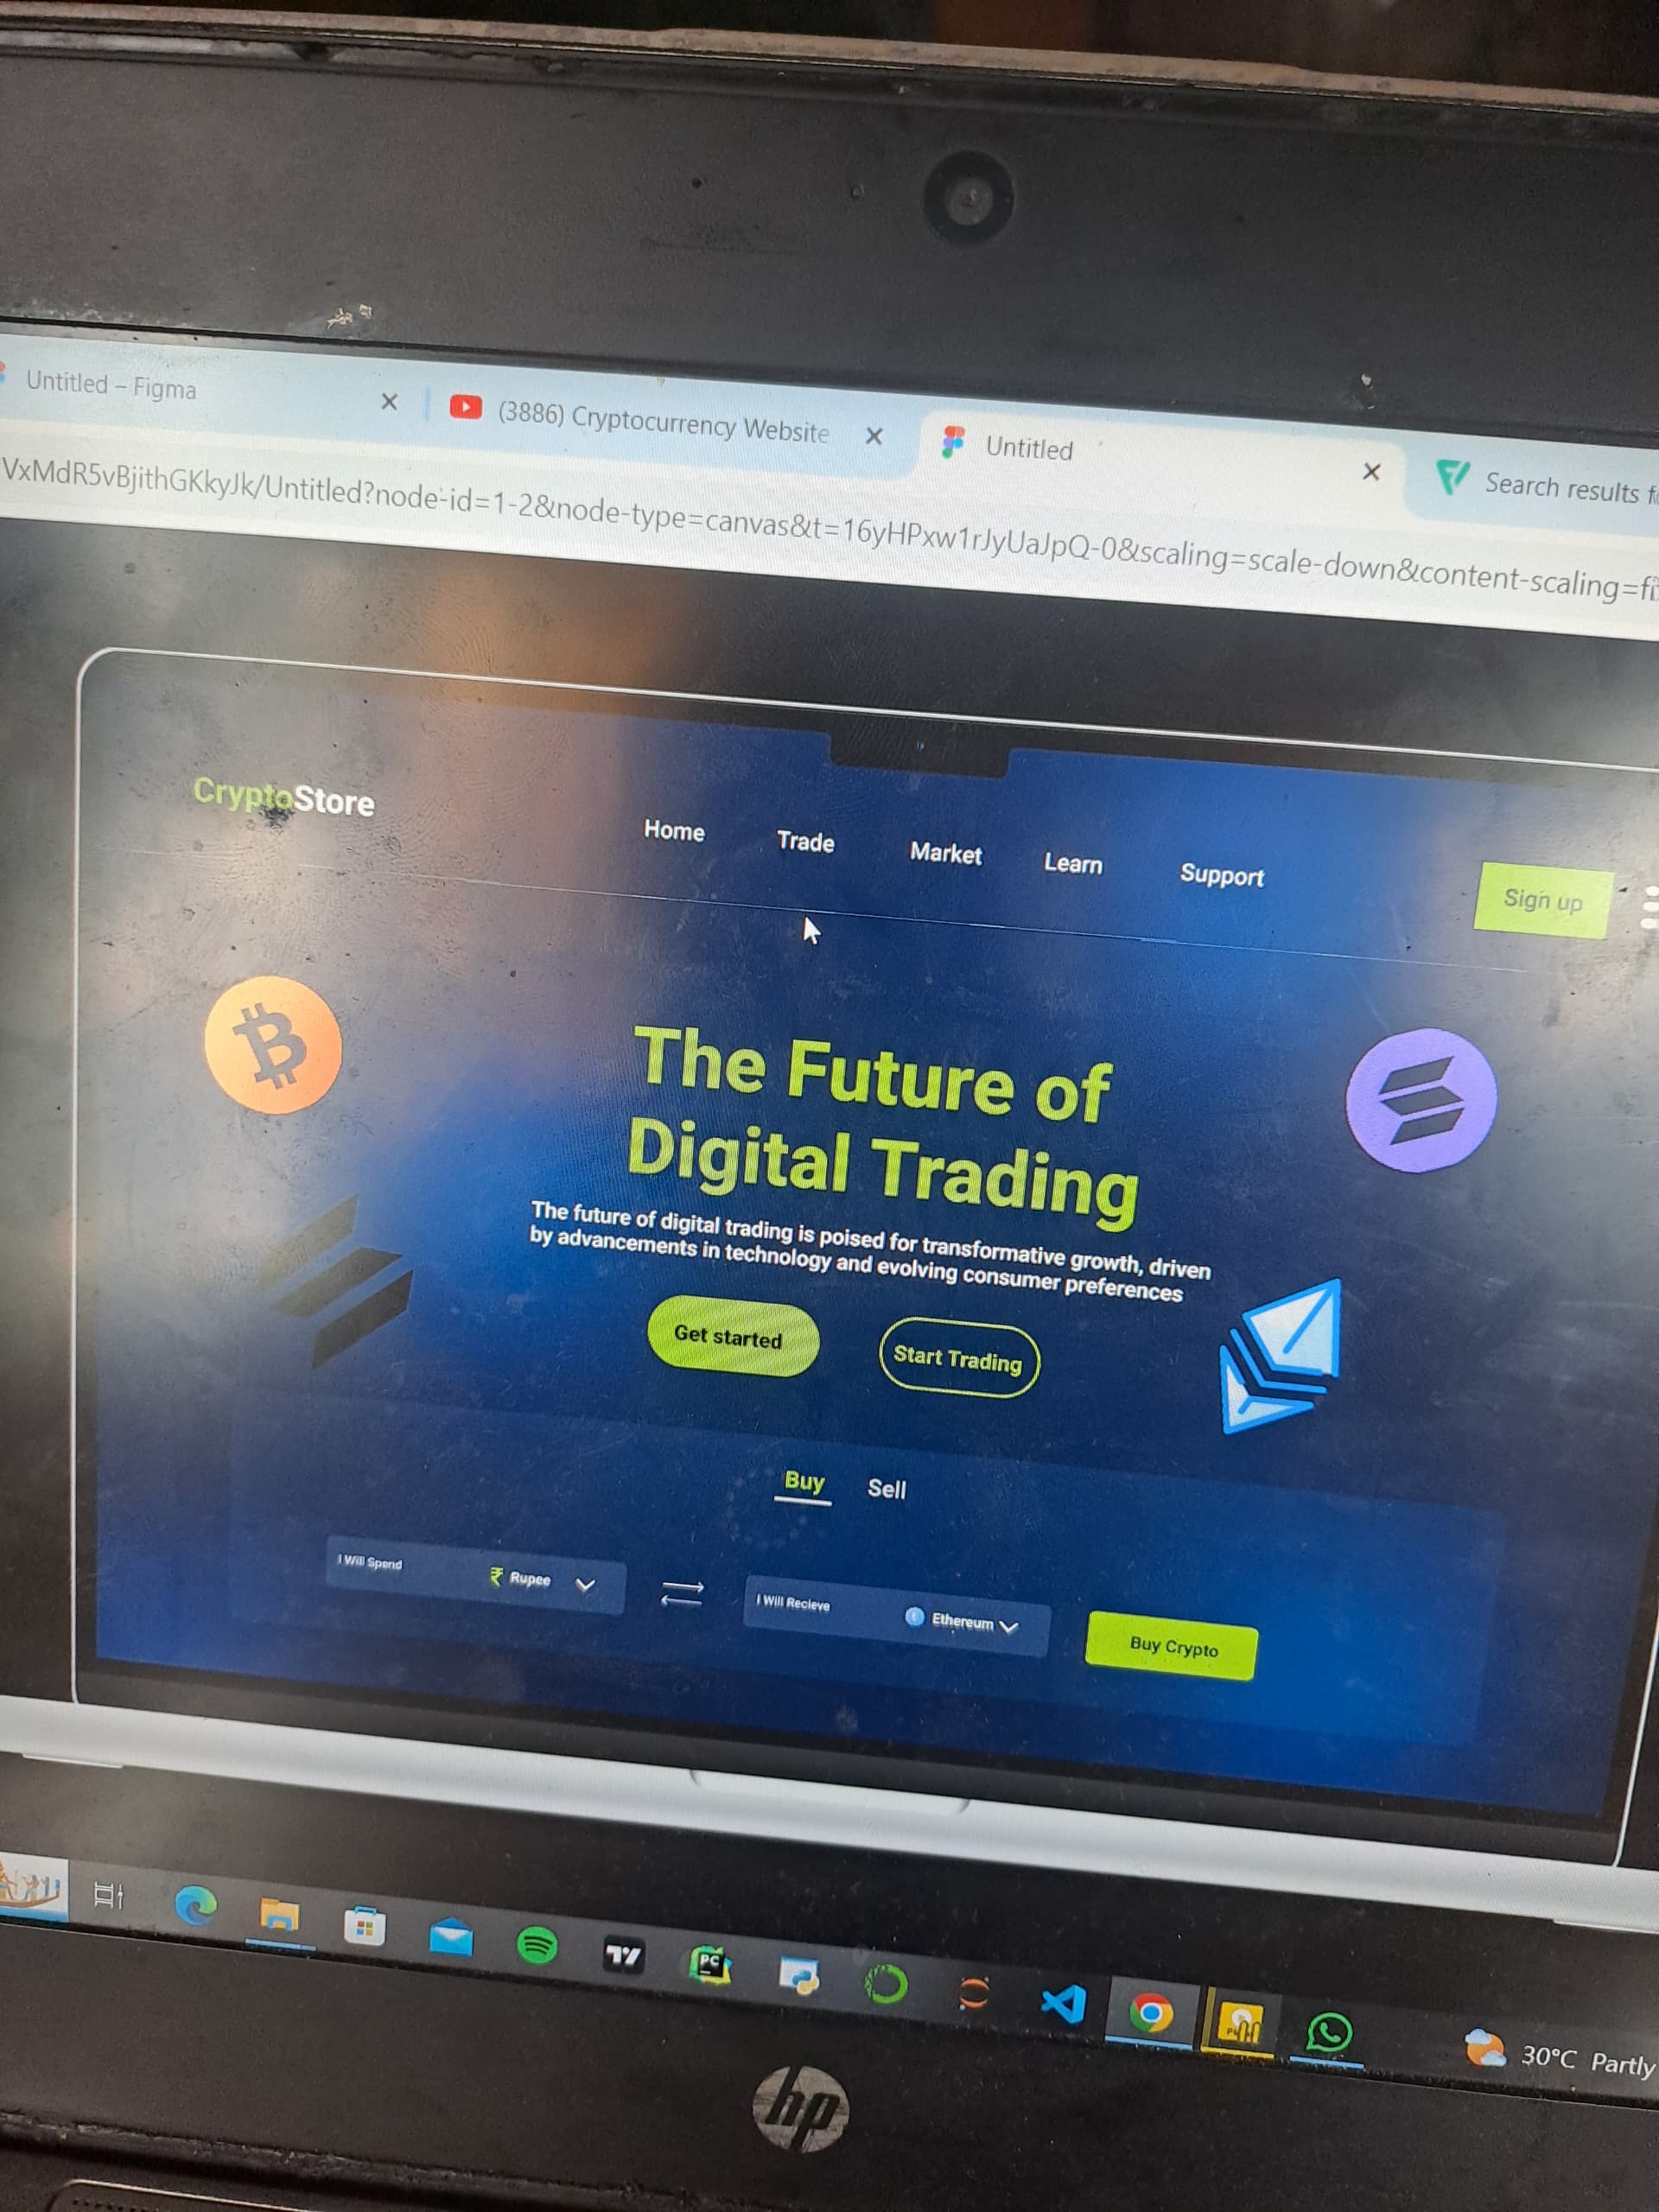 Untitled – Figma
(3886) Cryptocurrency Website
Untitled
Search results
VxMdR5vBjithGKkyJk/Untitled?node-id=1-2&node-type=canvas&t=16yHPxw1rJyUaJpQ-0&scaling=scale-down&content-scaling=fi
CryptoStore
Home
Trade
Market
Learn
Support
Sign up
The Future of
Digital Trading
The future of digital trading is poised for transformative growth, driven
by advancements in technology and evolving consumer preferences
Get started
Start Trading
Buy
Sell
I Will Spend
₹ Rupee
I Will Recieve
Ethereum
Buy Crypto
PC
30°C Partly
hp